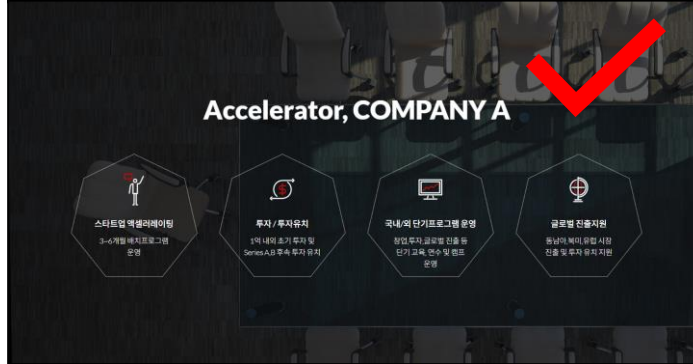 Accelerator, COMPANY A
스타트업 액셀러레이팅
3~6개월 배치프로그램
운영
투자 / 투자유치
1억 내외 초기 투자 및
Series A,B 후속 투자 유치
국내/외 단기프로그램 운영
창업,투자,글로벌 진출 등
단기 교육, 연수 및 캠프
운영
글로벌 진출지원
동남아,북미,유럽 시장
진출 및 투자 유치 지원